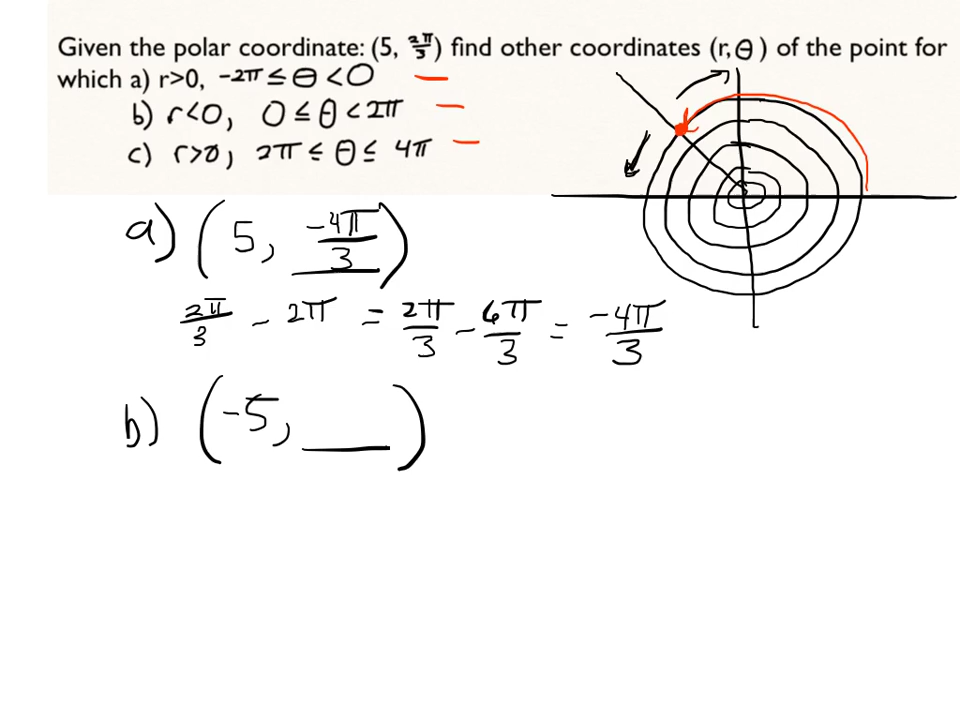 Given the polar coordinate: (5, 2π/3) find other coordinates (r, θ) of the point for
which a) r>0, -2π ≤ θ < 0
b) r<0, 0 ≤ θ < 2π
c) r>0, 2π ≤ θ ≤ 4π
a) (5, -4π/3)
2π/3 - 2π = 2π/3 - 6π/3 = -4π/3
b) (-5, ___)